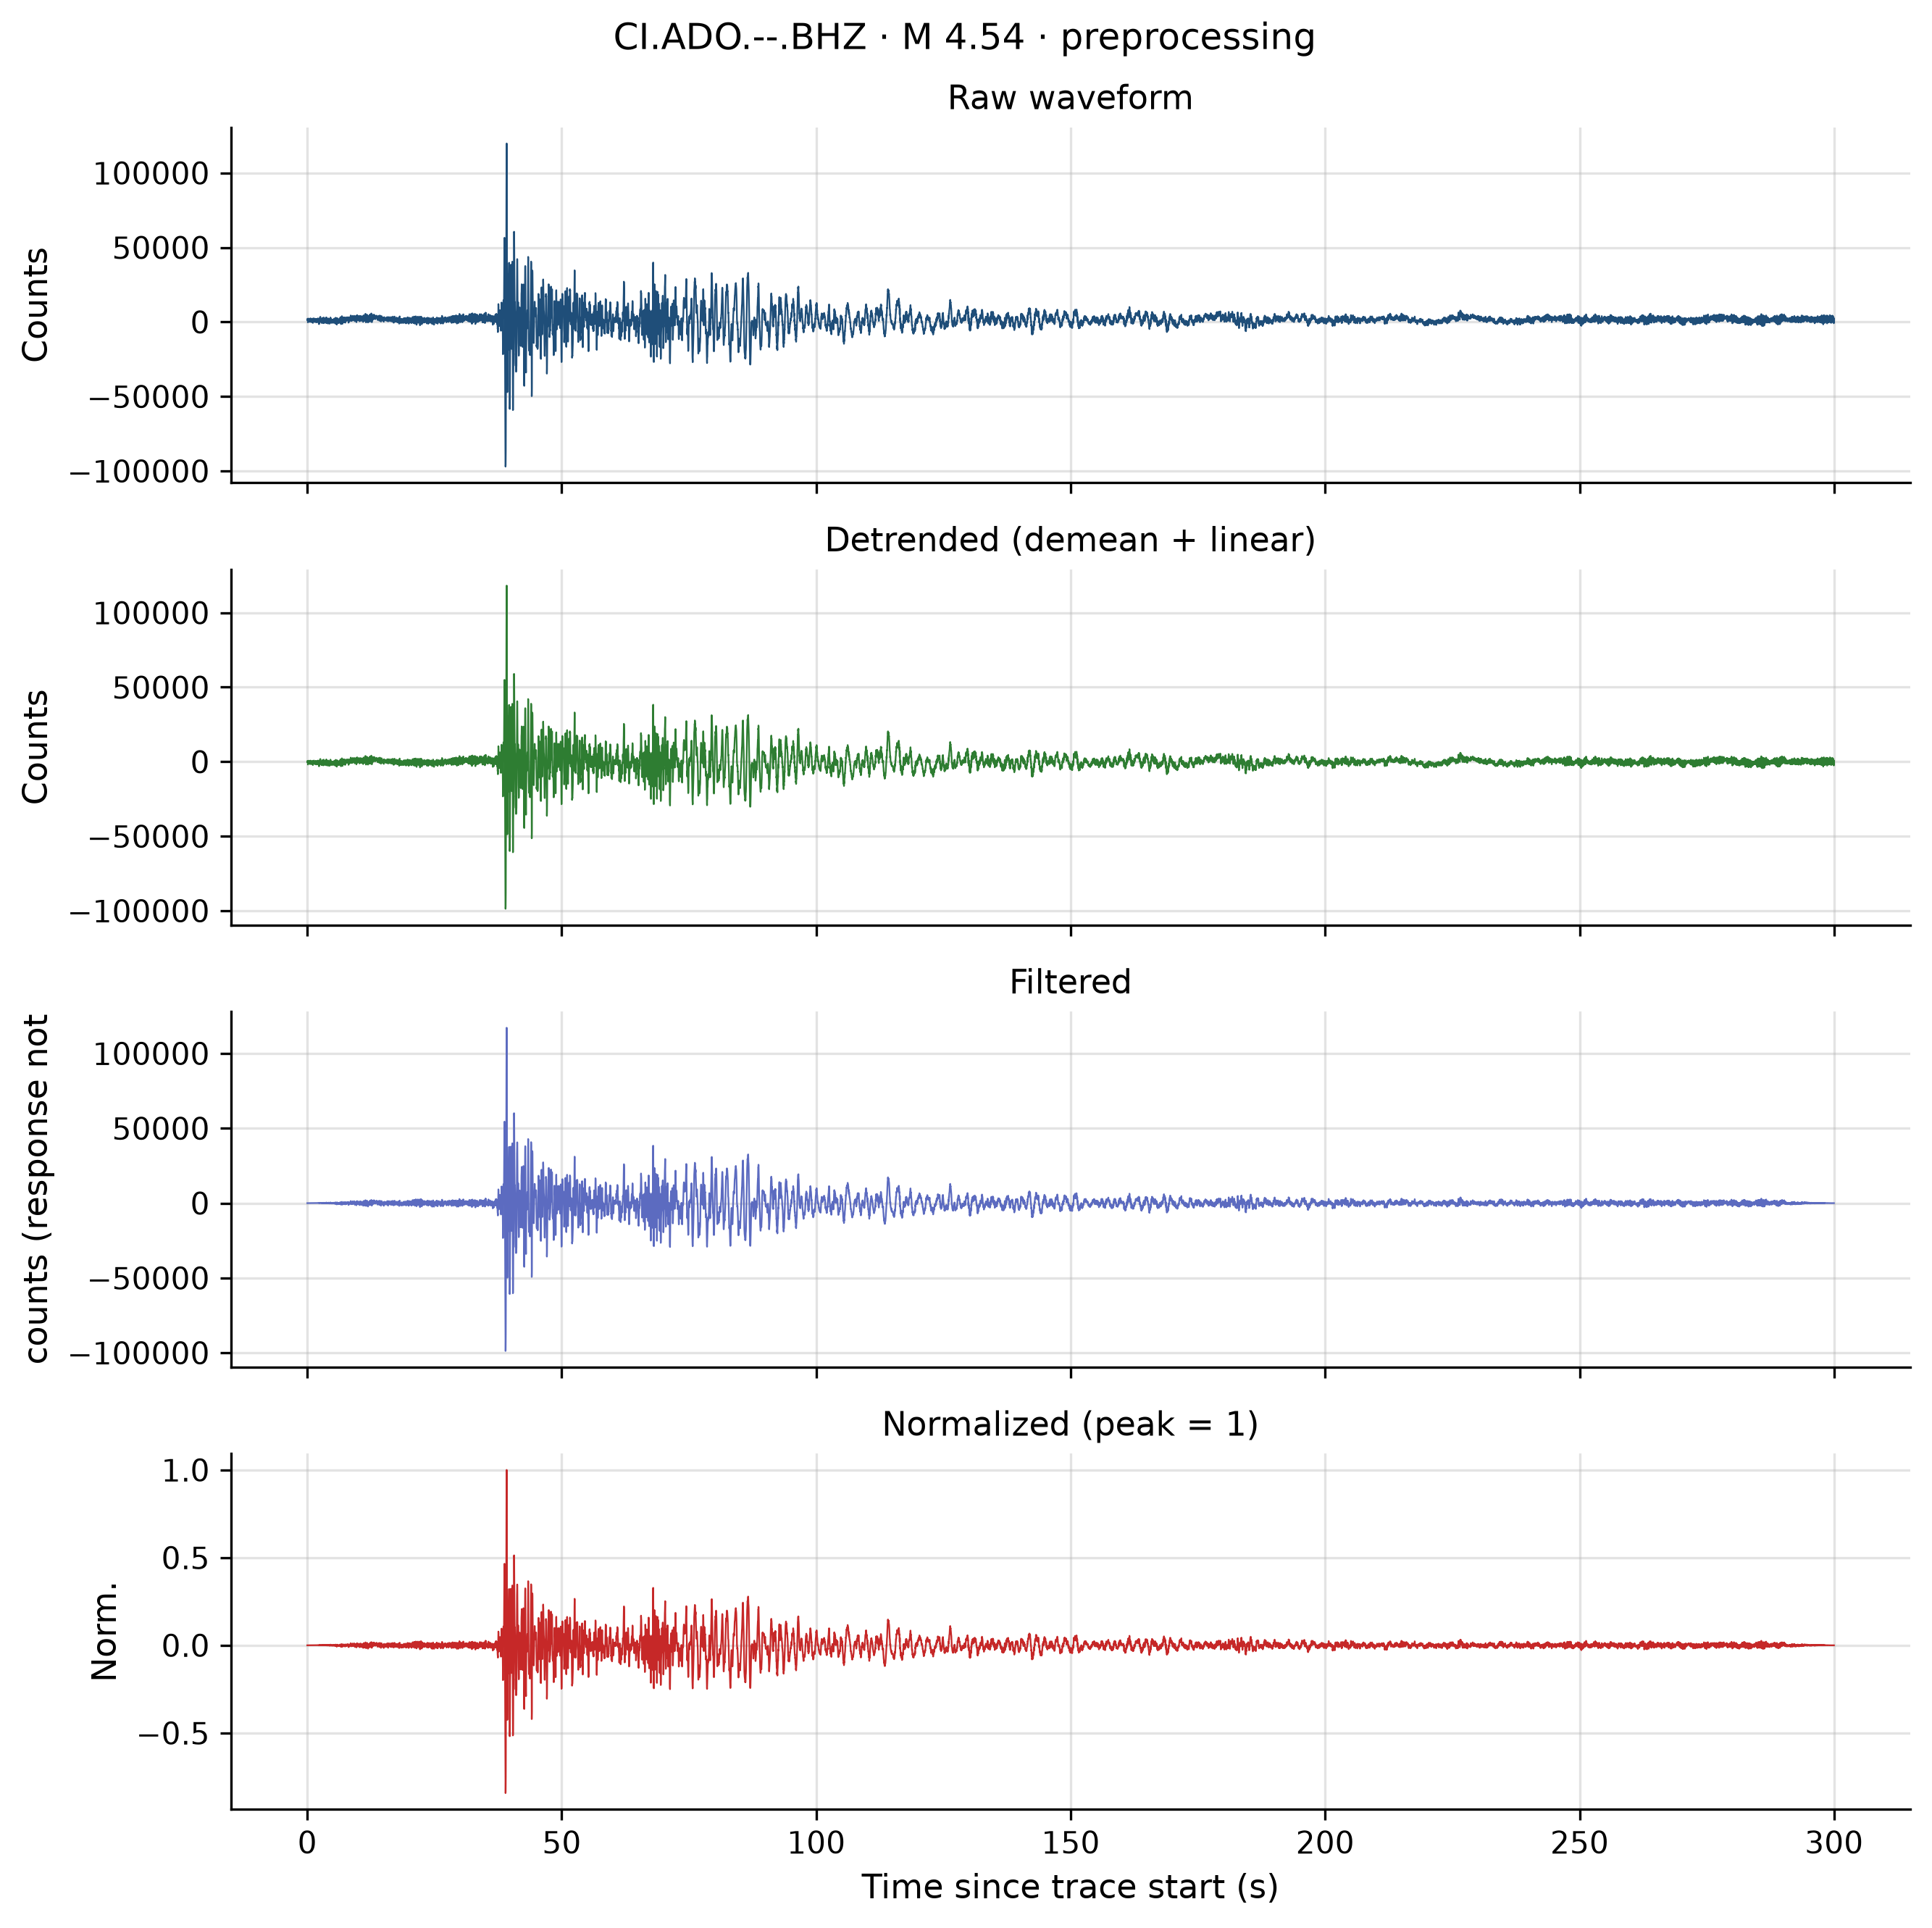 CI.ADO.--.BHZ · M 4.54 · preprocessing
Raw waveform
Counts
100000
50000
0
−50000
−100000
Detrended (demean + linear)
Counts
100000
50000
0
−50000
−100000
Filtered
counts (response not
100000
50000
0
−50000
−100000
Normalized (peak = 1)
Norm.
1.0
0.5
0.0
−0.5
0 50 100 150 200 250 300
Time since trace start (s)